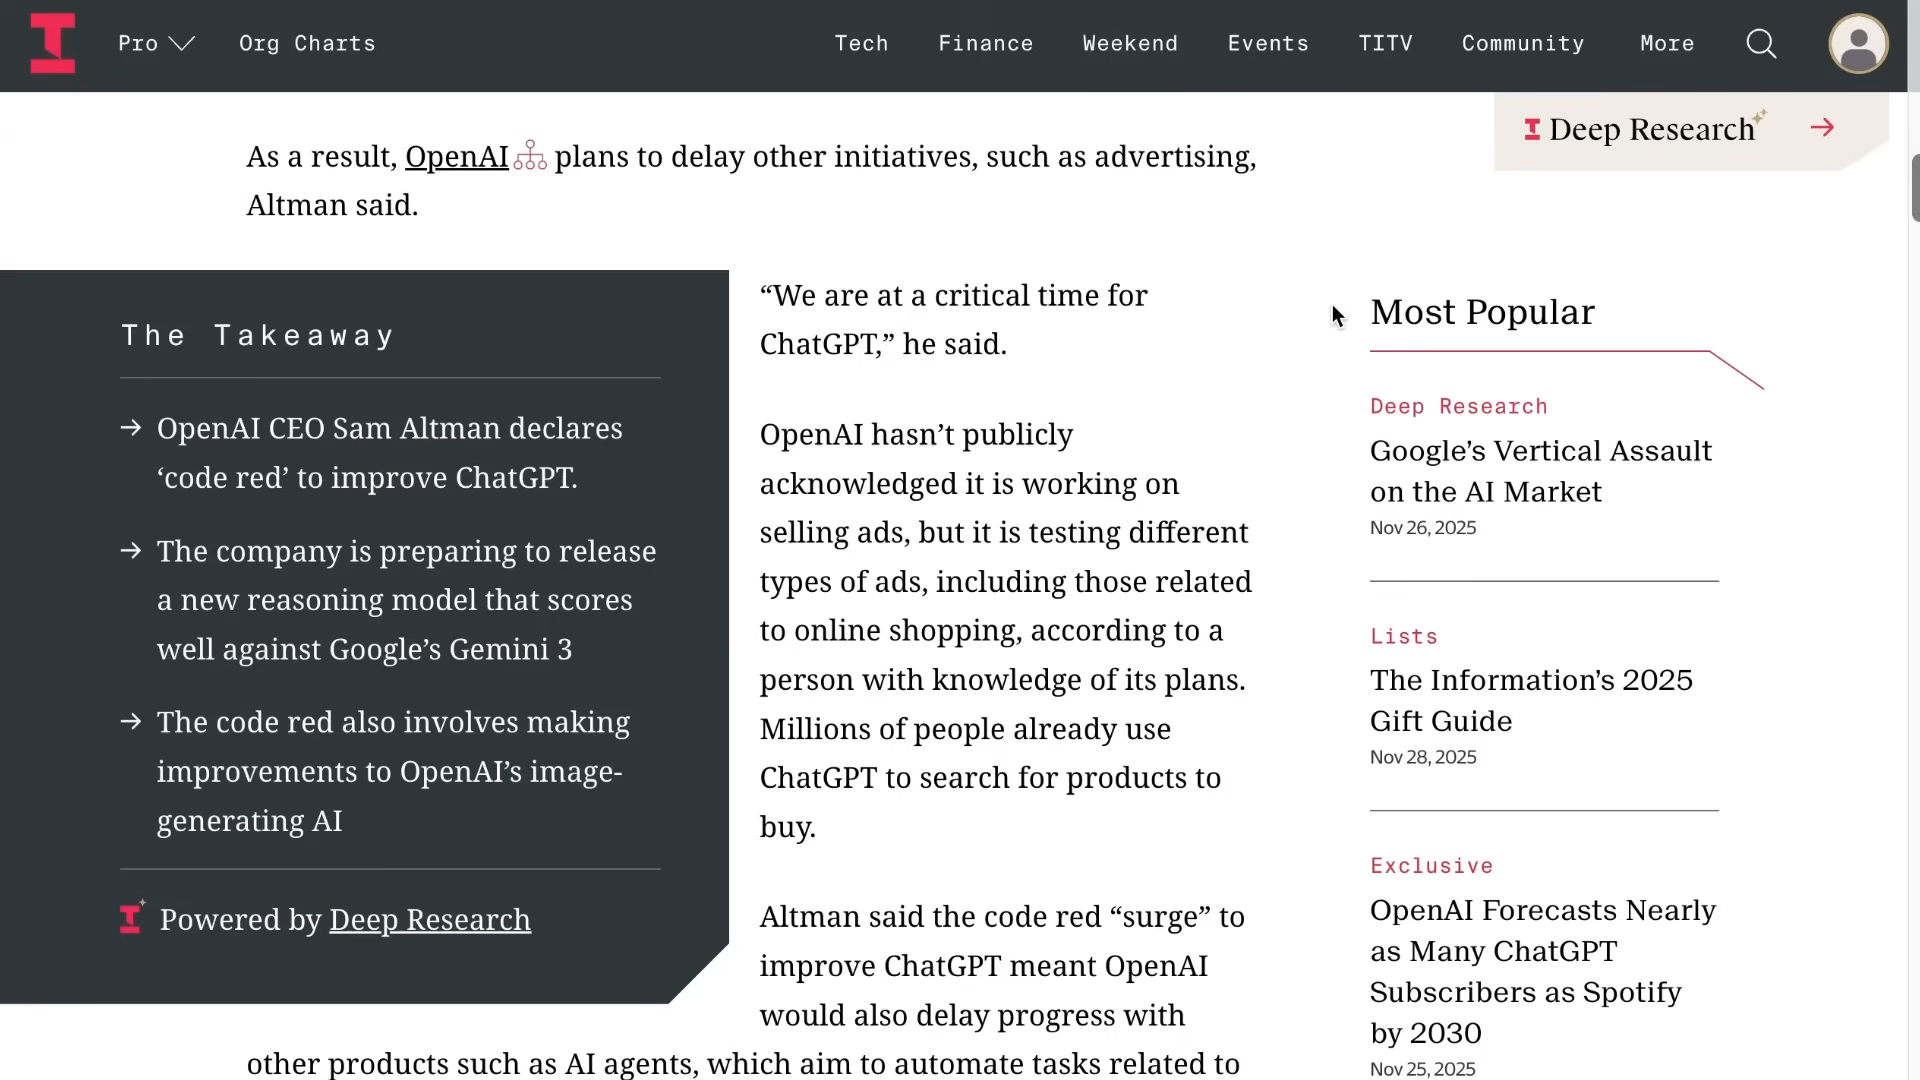 Pro
Org Charts
Tech
Finance
Weekend
Events
TITV
Community
More
Deep Research
As a result, OpenAI plans to delay other initiatives, such as advertising,
Altman said.
The Takeaway
→ OpenAI CEO Sam Altman declares
‘code red’ to improve ChatGPT.
→ The company is preparing to release
a new reasoning model that scores
well against Google’s Gemini 3
→ The code red also involves making
improvements to OpenAI’s image-
generating AI
Powered by Deep Research
“We are at a critical time for
ChatGPT,” he said.
OpenAI hasn’t publicly
acknowledged it is working on
selling ads, but it is testing different
types of ads, including those related
to online shopping, according to a
person with knowledge of its plans.
Millions of people already use
ChatGPT to search for products to
buy.
Altman said the code red “surge” to
improve ChatGPT meant OpenAI
would also delay progress with
other products such as AI agents, which aim to automate tasks related to
Most Popular
Deep Research
Google’s Vertical Assault
on the AI Market
Nov 26, 2025
Lists
The Information’s 2025
Gift Guide
Nov 28, 2025
Exclusive
OpenAI Forecasts Nearly
as Many ChatGPT
Subscribers as Spotify
by 2030
Nov 25, 2025